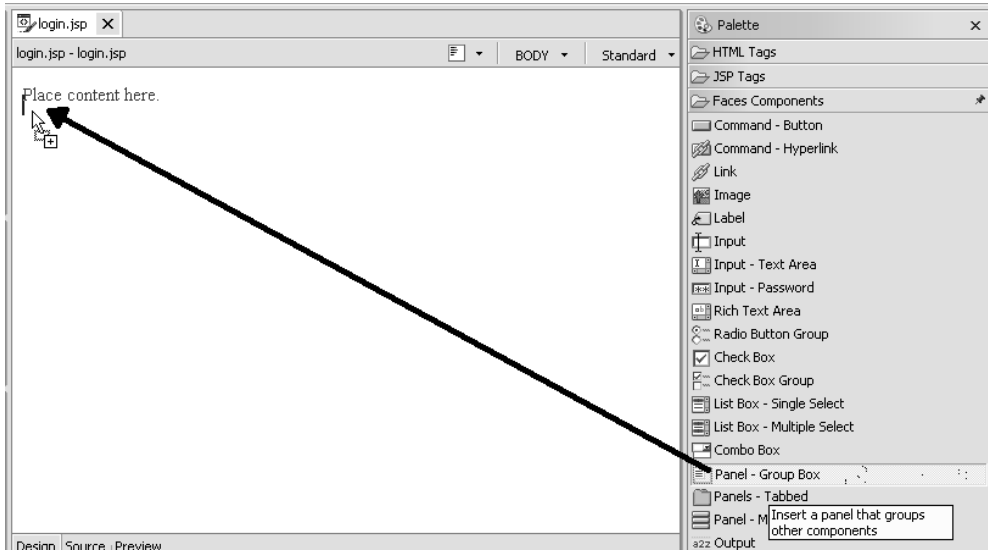 login.jsp
login.jsp - login.jsp
BODY
Standard
Place content here.
Design Source Preview
Palette
HTML Tags
JSP Tags
Faces Components
Command - Button
Command - Hyperlink
Link
Image
Label
Input
Input - Text Area
Input - Password
Rich Text Area
Radio Button Group
Check Box
Check Box Group
List Box - Single Select
List Box - Multiple Select
Combo Box
Panel - Group Box
Panels - Tabbed
Panel - M
Insert a panel that groups
other components
a2z Output